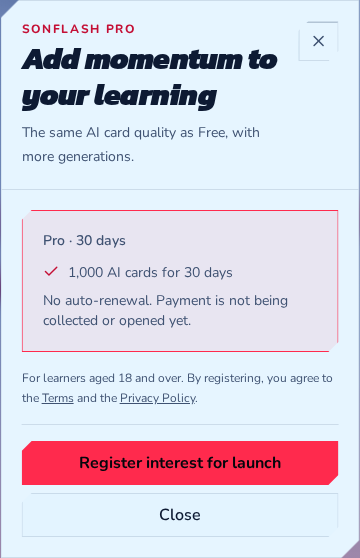 SONFLASH PRO
Add momentum to
your learning
The same AI card quality as Free, with
more generations.
Pro · 30 days
1,000 AI cards for 30 days
No auto-renewal. Payment is not being
collected or opened yet.
For learners aged 18 and over. By registering, you agree to
the Terms and the Privacy Policy.
Register interest for launch
Close